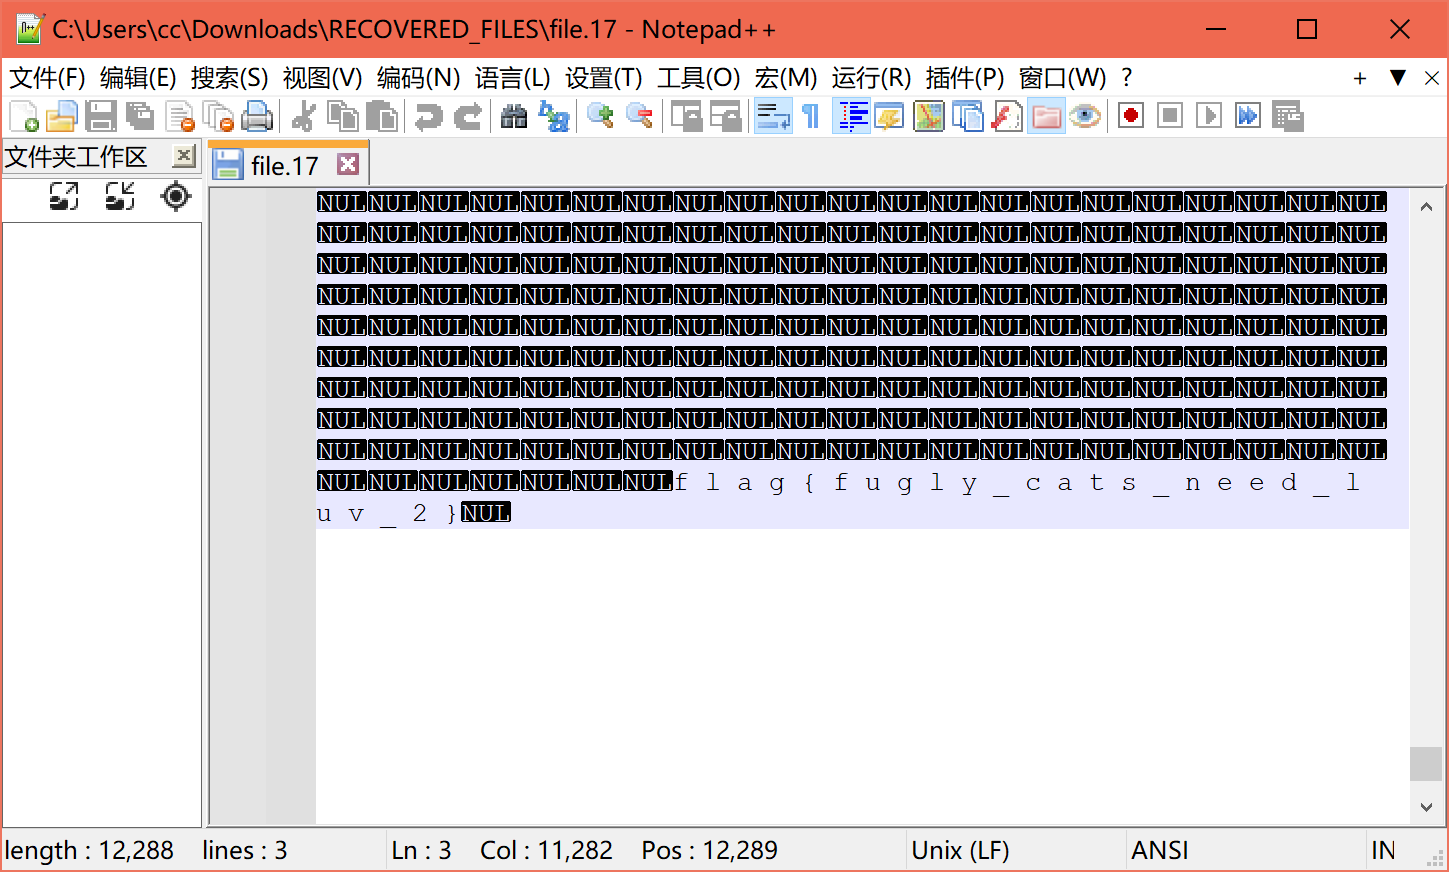 C:\Users\cc\Downloads\RECOVERED_FILES\file.17 - Notepad++
文件(F) 编辑(E) 搜索(S) 视图(V) 编码(N) 语言(L) 设置(T) 工具(O) 宏(M) 运行(R) 插件(P) 窗口(W) ? + ▼ ×
文件夹工作区
file.17
NULNULNULNULNULNULNULNULNULNULNULNULNULNULNULNULNULNULNULNULNUL
NULNULNULNULNULNULNULNULNULNULNULNULNULNULNULNULNULNULNULNULNUL
NULNULNULNULNULNULNULNULNULNULNULNULNULNULNULNULNULNULNULNULNUL
NULNULNULNULNULNULNULNULNULNULNULNULNULNULNULNULNULNULNULNULNUL
NULNULNULNULNULNULNULNULNULNULNULNULNULNULNULNULNULNULNULNULNUL
NULNULNULNULNULNULNULNULNULNULNULNULNULNULNULNULNULNULNULNULNUL
NULNULNULNULNULNULNULNULNULNULNULNULNULNULNULNULNULNULNULNULNUL
NULNULNULNULNULNULNULNULNULNULNULNULNULNULNULNULNULNULNULNULNUL
NULNULNULNULNULNULNULNULNULNULNULNULNULNULNULNULNULNULNULNULNUL
NULNULNULNULNULNULNULf l a g { f u g l y _ c a t s _ n e e d _ l
u v _ 2 }NUL
length : 12,288 lines : 3 Ln : 3 Col : 11,282 Pos : 12,289 Unix (LF) ANSI IN